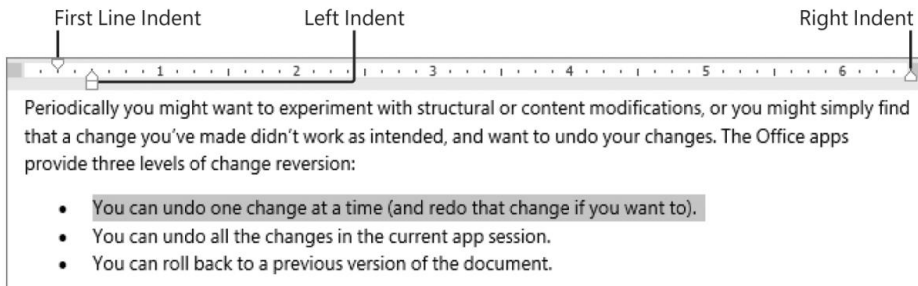 First Line Indent Left Indent Right Indent
1 2 3 4 5 6
Periodically you might want to experiment with structural or content modifications, or you might simply find
that a change you’ve made didn’t work as intended, and want to undo your changes. The Office apps
provide three levels of change reversion:
• You can undo one change at a time (and redo that change if you want to).
• You can undo all the changes in the current app session.
• You can roll back to a previous version of the document.